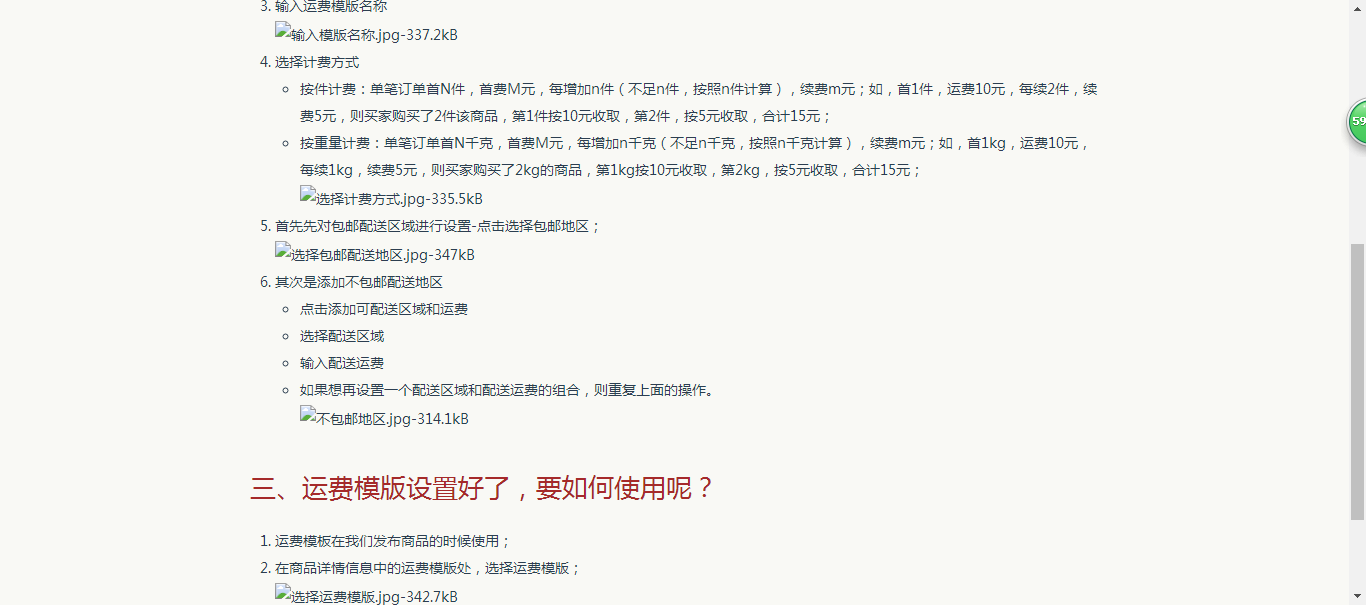 3. 输入运费模版名称
输入模版名称.jpg-337.2kB
4. 选择计费方式
按件计费：单笔订单首N件，首费M元，每增加n件（不足n件，按照n件计算），续费m元；如，首1件，运费10元，每续2件，续
费5元，则买家购买了2件该商品，第1件按10元收取，第2件，按5元收取，合计15元；
按重量计费：单笔订单首N千克，首费M元，每增加n千克（不足n千克，按照n千克计算），续费m元；如，首1kg，运费10元，
每续1kg，续费5元，则买家购买了2kg的商品，第1kg按10元收取，第2kg，按5元收取，合计15元；
选择计费方式.jpg-335.5kB
5. 首先先对包邮配送区域进行设置-点击选择包邮地区；
选择包邮配送地区.jpg-347kB
6. 其次是添加不包邮配送地区
点击添加可配送区域和运费
选择配送区域
输入配送运费
如果想再设置一个配送区域和配送运费的组合，则重复上面的操作。
不包邮地区.jpg-314.1kB
三、运费模版设置好了，要如何使用呢？
1. 运费模板在我们发布商品的时候使用；
2. 在商品详情信息中的运费模版处，选择运费模版；
选择运费模版.jpg-342.7kB
59